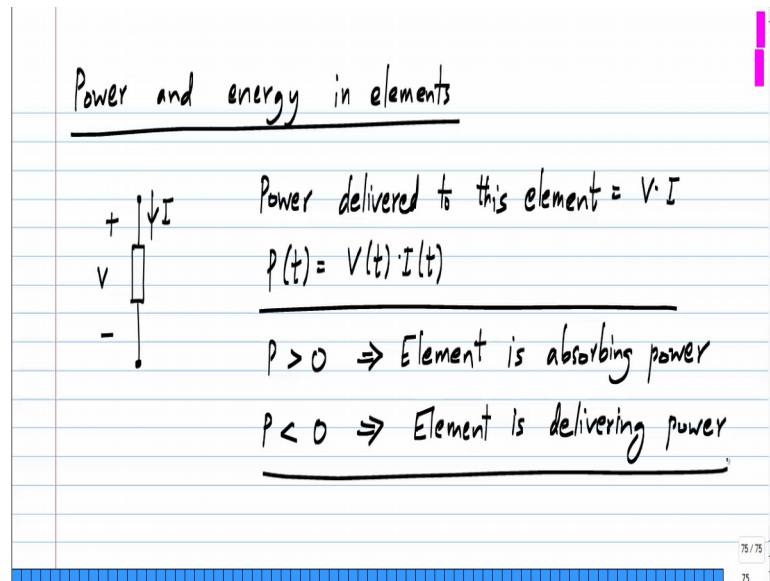 Power and energy in elements
Power delivered to this element = V·I
+ ↓I
V
-
P(t) = V(t)·I(t)
P > 0 ⇒ Element is absorbing power
P < 0 ⇒ Element is delivering power
75 / 75
75